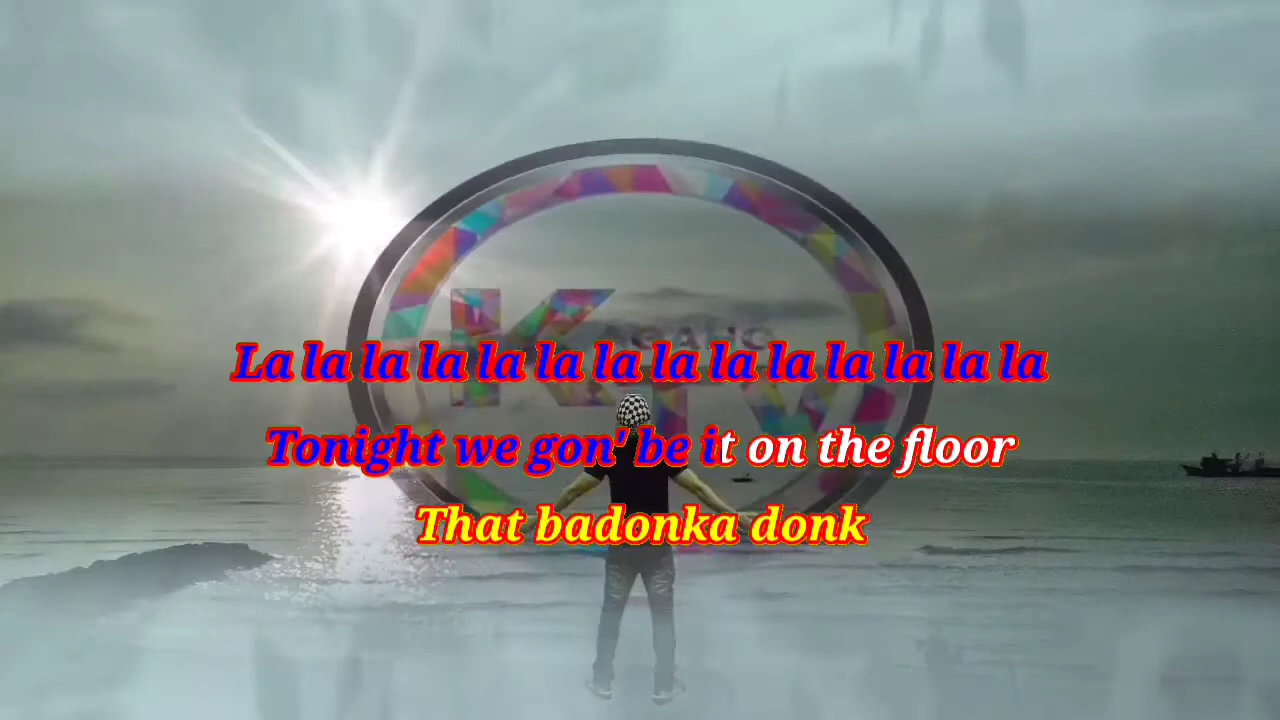 La la la la la la la la la la la la la la
Tonight we gon' be it on the floor
That badonka donk
KTV